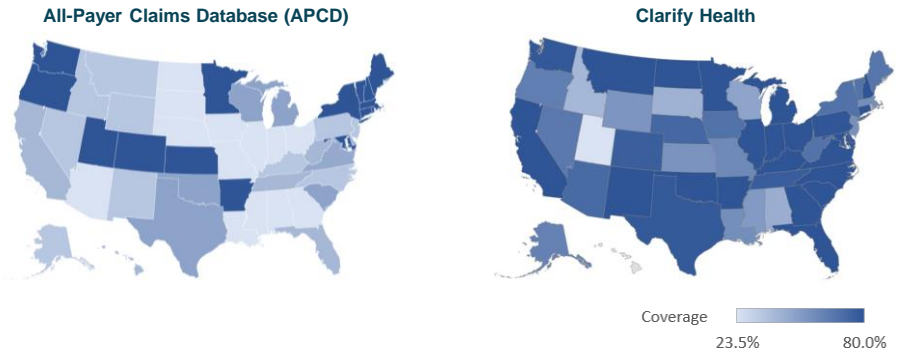 All-Payer Claims Database (APCD)
Clarify Health
Coverage
23.5%
80.0%